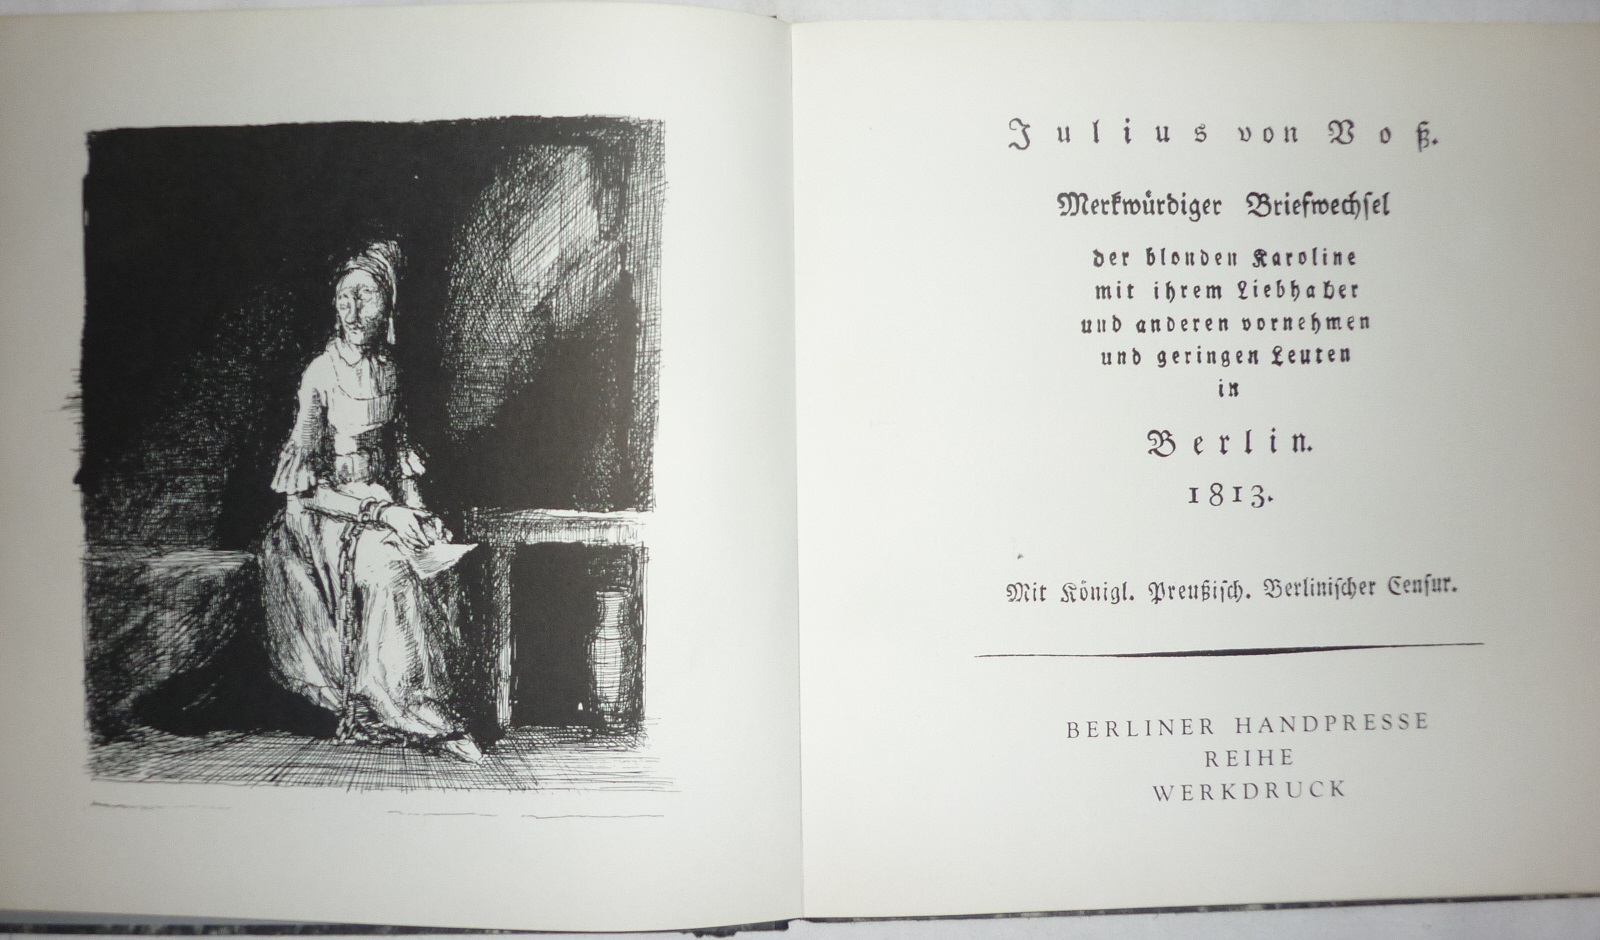 Julius von Voß.
Merkwürdiger Briefwechsel
der blonden Karoline
mit ihrem Liebhaber
und anderen vornehmen
und geringen Leuten
in
Berlin.
1813.
Mit Königl. Preußisch. Berlinischer Censur.
BERLINER HANDPRESSE
REIHE
WERKDRUCK